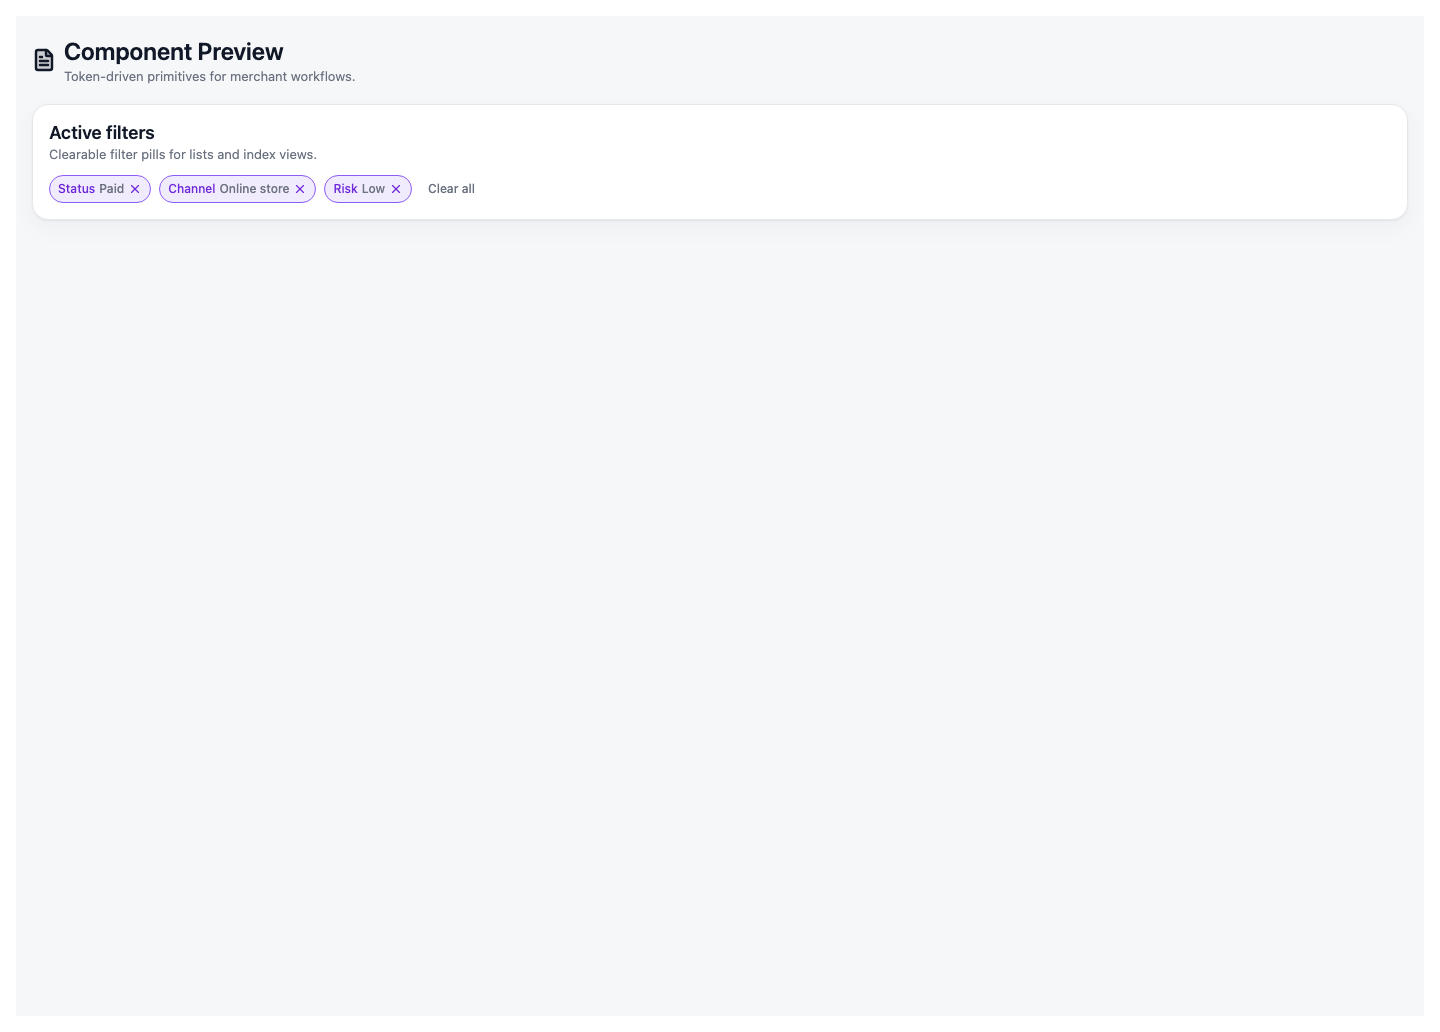 Component Preview
Token-driven primitives for merchant workflows.
Active filters
Clearable filter pills for lists and index views.
Status Paid Channel Online store Risk Low Clear all